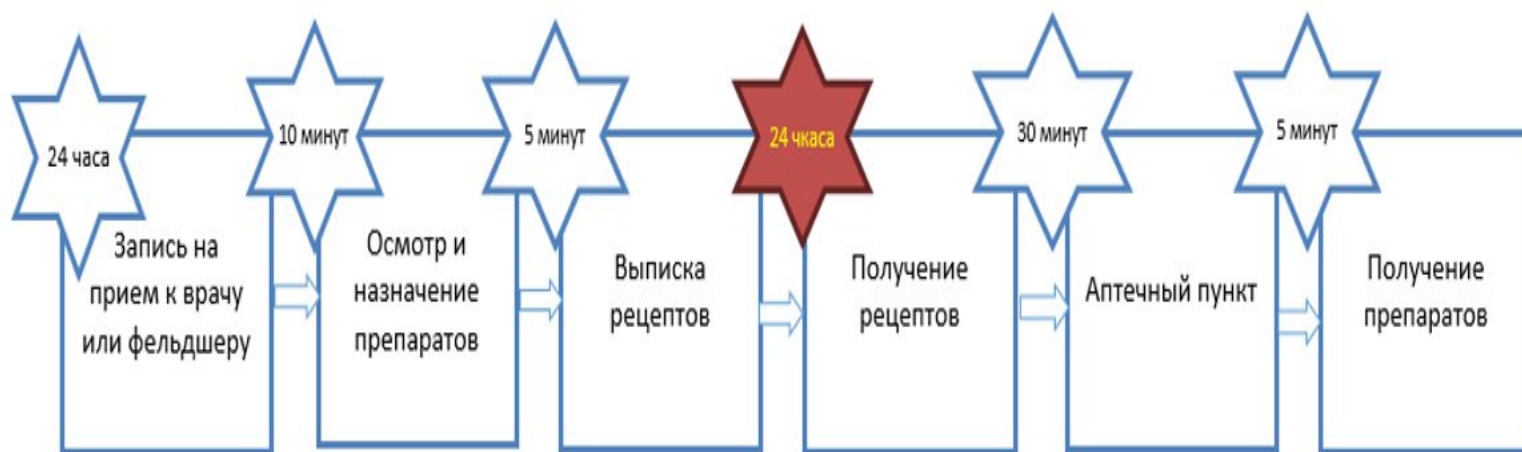 24 часа
10 минут
5 минут
24 чкаса
30 минут
5 минут
Запись на
прием к врачу
или фельдшеру
Осмотр и
назначение
препаратов
Выписка
рецептов
Получение
рецептов
Аптечный пункт
Получение
препаратов